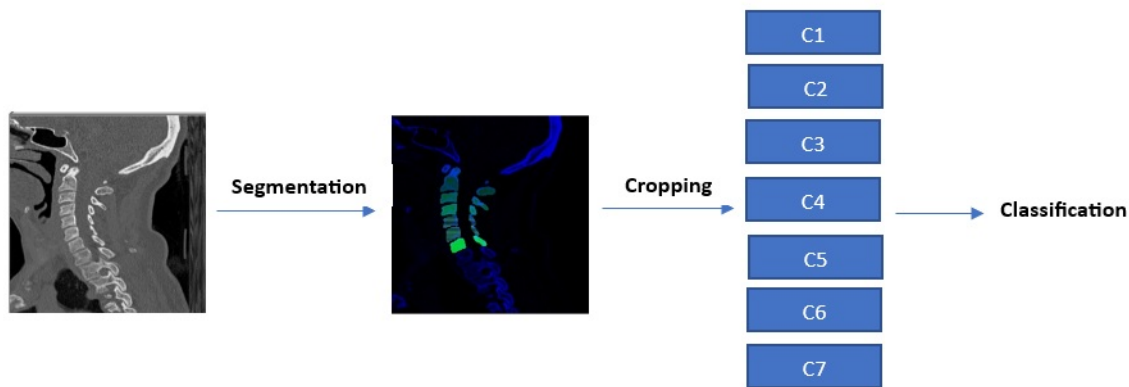 Segmentation
Cropping
C1
C2
C3
C4
C5
C6
C7
Classification